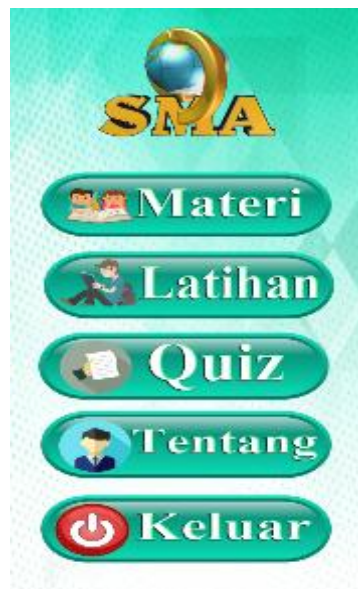 SMA
Materi
Latihan
Quiz
Tentang
Keluar